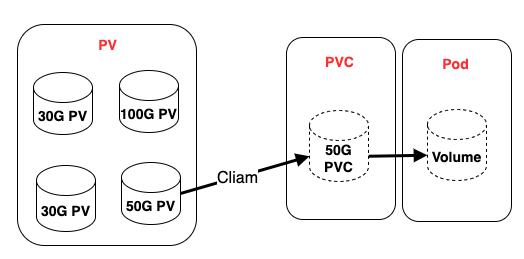 PV
30G PV
100G PV
30G PV
50G PV
Cliam
PVC
50G
PVC
Pod
Volume